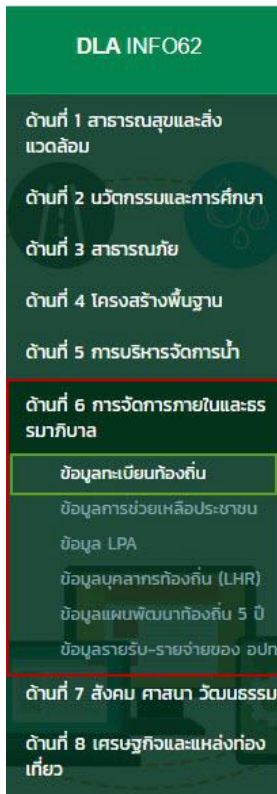 DLA INFO62
ด้านที่ 1 สาธารณสุขและสิ่ง
แวดล้อม
ด้านที่ 2 นวัตกรรมและการศึกษา
ด้านที่ 3 สาธารณภัย
ด้านที่ 4 โครงสร้างพื้นฐาน
ด้านที่ 5 การบริหารจัดการน้ำ
ด้านที่ 6 การจัดการภายในและธร
รมาภิบาล
ข้อมูลทะเบียนท้องถิ่น
ข้อมูลการช่วยเหลือประชาชน
ข้อมูล LPA
ข้อมูลบุคลากรท้องถิ่น (LHR)
ข้อมูลแผนพัฒนาท้องถิ่น 5 ปี
ข้อมูลรายรับ-รายจ่ายของ อปท
ด้านที่ 7 สังคม ศาสนา วัฒนธรรม
ด้านที่ 8 เศรษฐกิจและแหล่งท่อง
เที่ยว